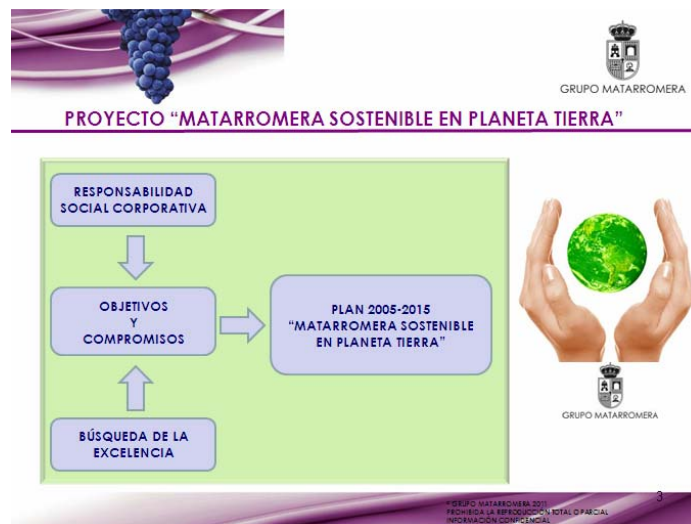 GRUPO MATARROMERA
PROYECTO “MATARROMERA SOSTENIBLE EN PLANETA TIERRA”
RESPONSABILIDAD
SOCIAL CORPORATIVA
OBJETIVOS
Y
COMPROMISOS
PLAN 2005-2015
“MATARROMERA SOSTENIBLE
EN PLANETA TIERRA”
BÚSQUEDA DE LA
EXCELENCIA
GRUPO MATARROMERA
3
GRUPO MATARROMERA 2011
PROHIBIDA LA REPRODUCCIÓN TOTAL O PARCIAL
INFORMACIÓN CONFIDENCIAL